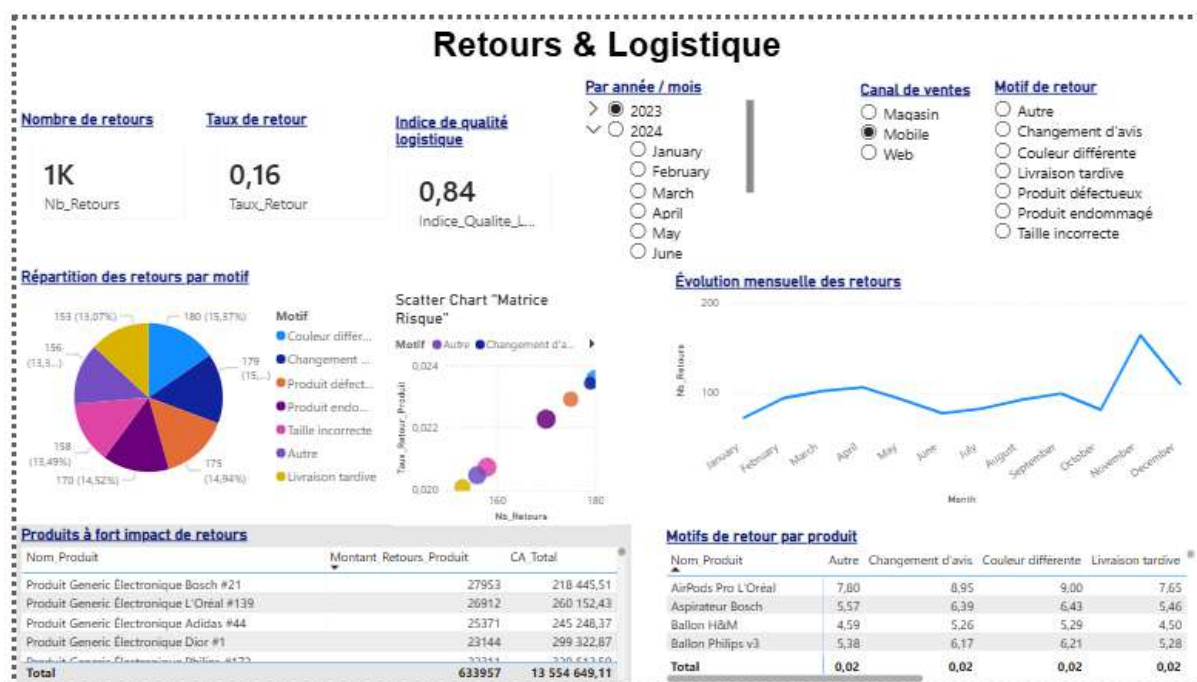 Retours & Logistique
Nombre de retours
1K
Nb_Retours
Taux de retour
0,16
Taux_Retour
Indice de qualité
logistique
0,84
Indice_Qualite_L...
Par année / mois
2023
2024
January
February
March
April
May
June
Canal de ventes
Magasin
Mobile
Web
Motif de retour
Autre
Changement d'avis
Couleur différente
Livraison tardive
Produit défectueux
Produit endommagé
Taille incorrecte
Répartition des retours par motif
153 (13,07%)
180 (15,37%)
156
(13,3...)
179
(15,...)
158
(13,49%)
175
(14,94%)
170 (14,52%)
Motif
Couleur differ...
Changement ...
Produit défect...
Produit endo...
Taille incorrecte
Autre
Livraison tardive
Scatter Chart "Matrice
Risque"
Motif Autre Changement d'a...
Taux_Retour_Produit
0,024
0,022
0,020
160 180
Nb_Retours
Évolution mensuelle des retours
Nb_Retours
200
100
January February March April May June July August September October November December
Month
Produits à fort impact de retours
Nom_Produit Montant_Retours_Produit CA_Total
Produit Generic Électronique Bosch #21 27953 218 445,51
Produit Generic Électronique L'Oréal #139 26912 260 152,43
Produit Generic Électronique Adidas #44 25371 245 248,37
Produit Generic Électronique Dior #1 23144 299 322,87
Produit Generic Électronique Philips #172
Total 633957 13 554 649,11
Motifs de retour par produit
Nom_Produit Autre Changement d'avis Couleur différente Livraison tardive
AirPods Pro L'Oréal 7,80 8,95 9,00 7,65
Aspirateur Bosch 5,57 6,39 6,43 5,46
Ballon H&M 4,59 5,26 5,29 4,50
Ballon Philips v3 5,38 6,17 6,21 5,28
Total 0,02 0,02 0,02 0,02